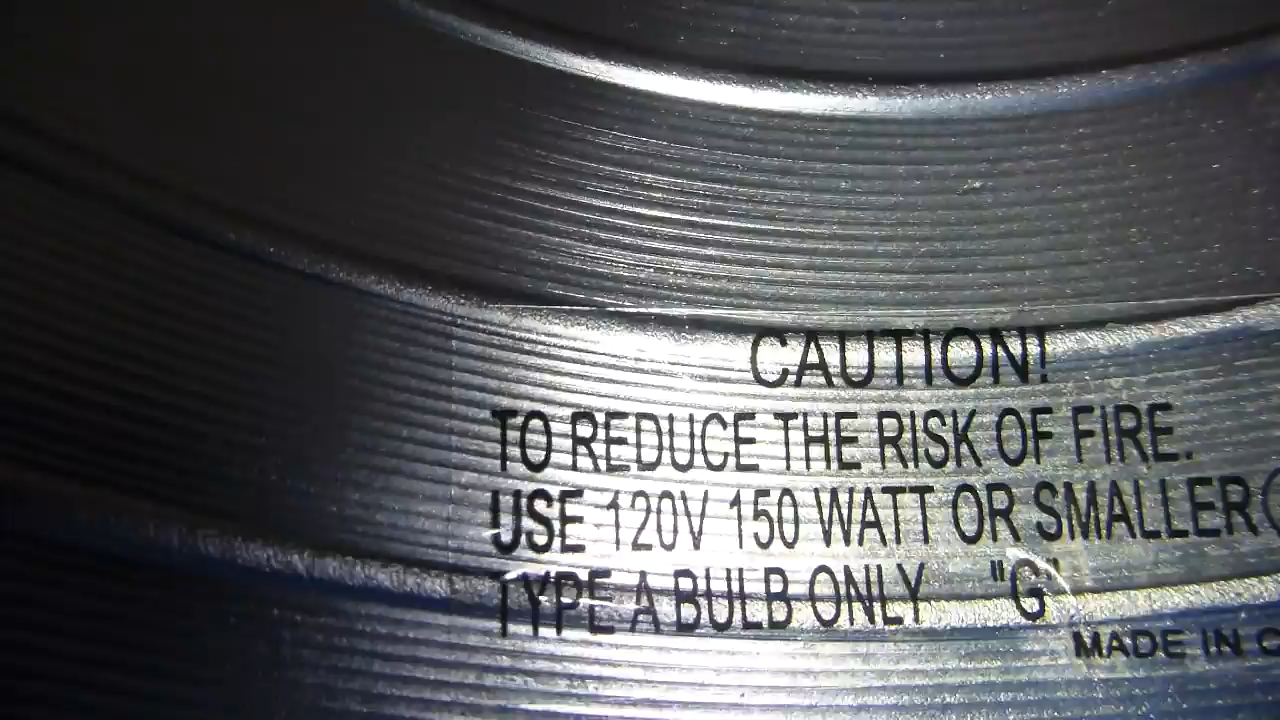 CAUTION!
TO REDUCE THE RISK OF FIRE.
USE 120V 150 WATT OR SMALLER
TYPE A BULB ONLY "G"
MADE IN